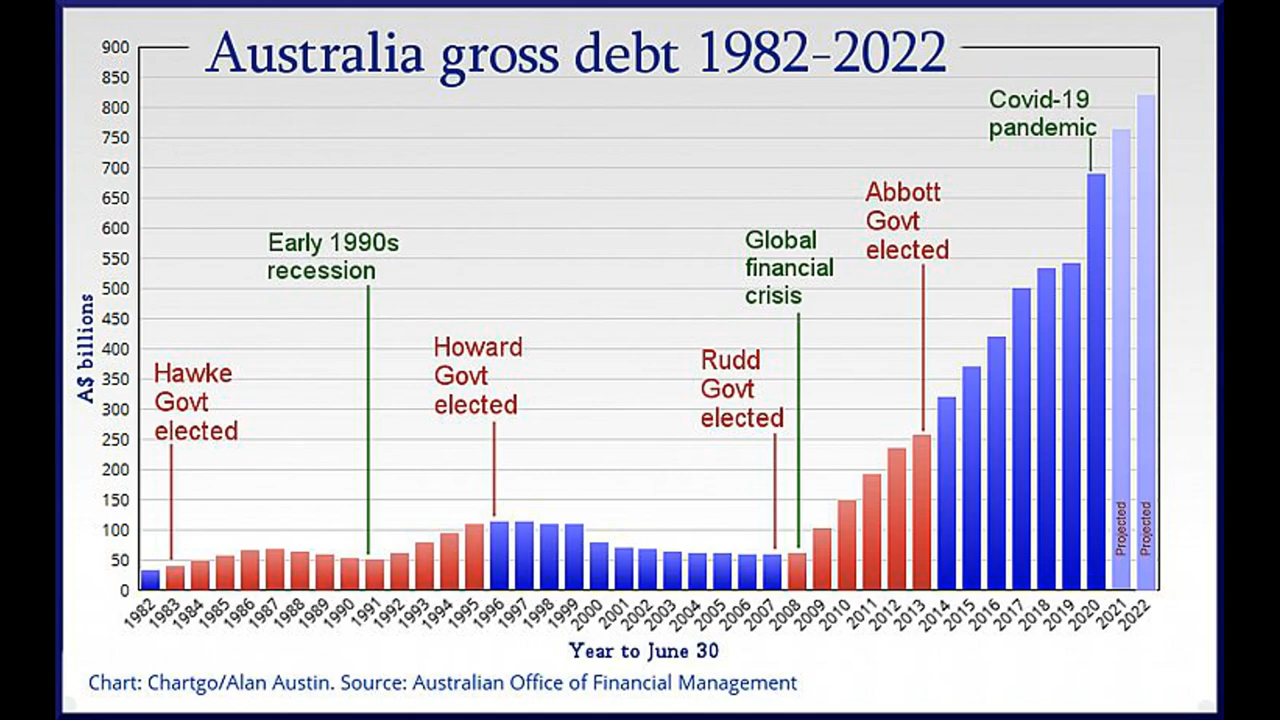 Australia gross debt 1982-2022
900
850
800
750
700
650
600
550
500
450
400
350
300
250
200
150
100
50
0
A$ billions
Hawke
Govt
elected
Early 1990s
recession
Howard
Govt
elected
Rudd
Govt
elected
Global
financial
crisis
Abbott
Govt
elected
Covid-19
pandemic
Projected
Projected
1982
1983
1984
1985
1986
1987
1988
1989
1990
1991
1992
1993
1994
1995
1996
1997
1998
1999
2000
2001
2002
2003
2004
2005
2006
2007
2008
2009
2010
2011
2012
2013
2014
2015
2016
2017
2018
2019
2020
2021
2022
Year to June 30
Chart: Chartgo/Alan Austin. Source: Australian Office of Financial Management